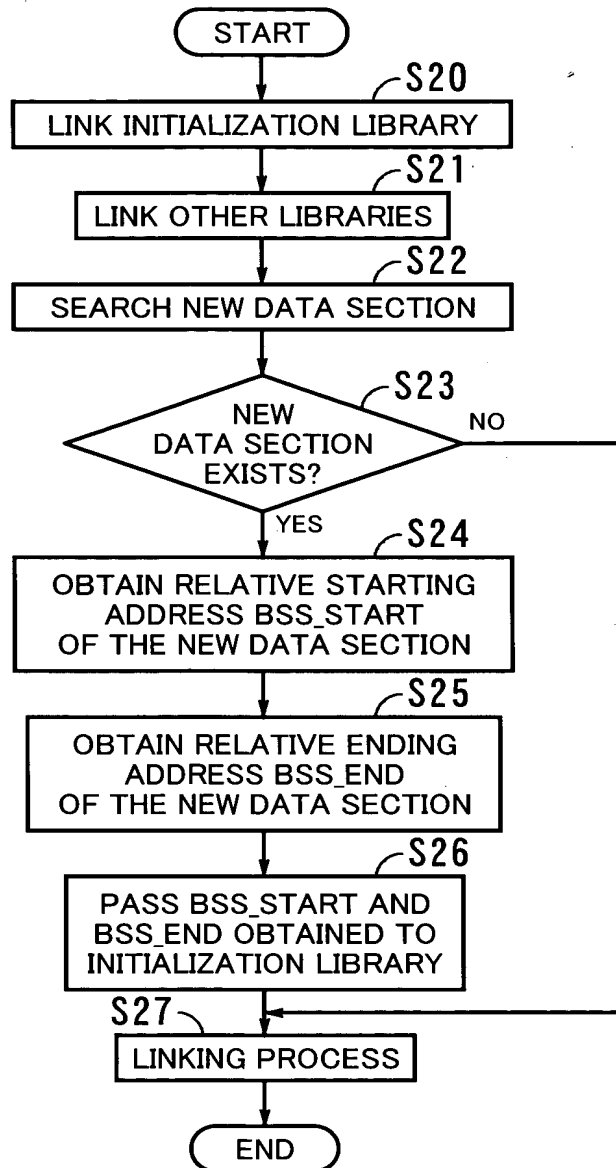 START
S20
LINK INITIALIZATION LIBRARY
S21
LINK OTHER LIBRARIES
S22
SEARCH NEW DATA SECTION
S23
NEW
DATA SECTION
EXISTS?
NO
YES
S24
OBTAIN RELATIVE STARTING
ADDRESS BSS_START
OF THE NEW DATA SECTION
S25
OBTAIN RELATIVE ENDING
ADDRESS BSS_END
OF THE NEW DATA SECTION
S26
PASS BSS_START AND
BSS_END OBTAINED TO
INITIALIZATION LIBRARY
S27
LINKING PROCESS
END